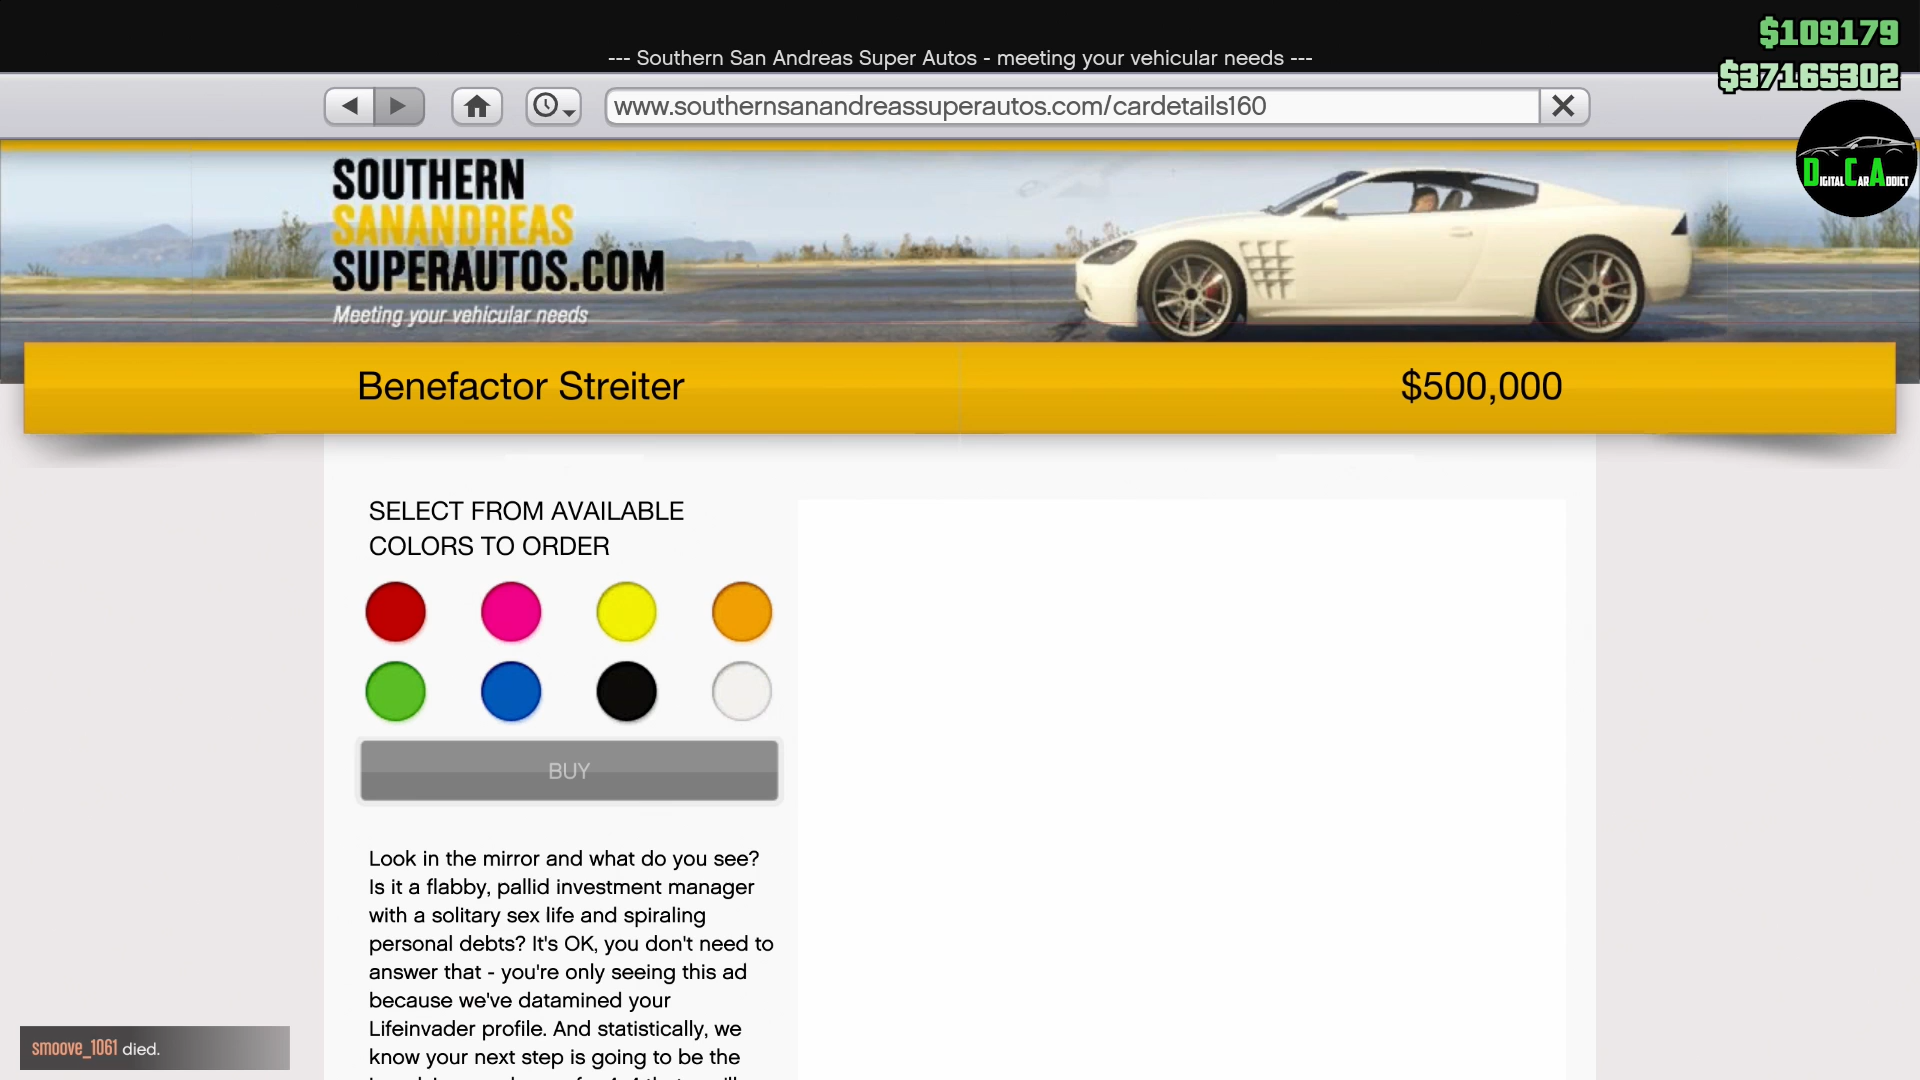 --- Southern San Andreas Super Autos - meeting your vehicular needs ---
$109179
$37165302
www.southernsanandreassuperautos.com/cardetails160
DIGITAL CAR ADDICT
SOUTHERN
SANANDREAS
SUPERAUTOS.COM
Meeting your vehicular needs
Benefactor Streiter
$500,000
SELECT FROM AVAILABLE
COLORS TO ORDER
BUY
Look in the mirror and what do you see?
Is it a flabby, pallid investment manager
with a solitary sex life and spiraling
personal debts? It's OK, you don't need to
answer that - you're only seeing this ad
because we've datamined your
Lifeinvader profile. And statistically, we
know your next step is going to be the
smoove_1061 died.